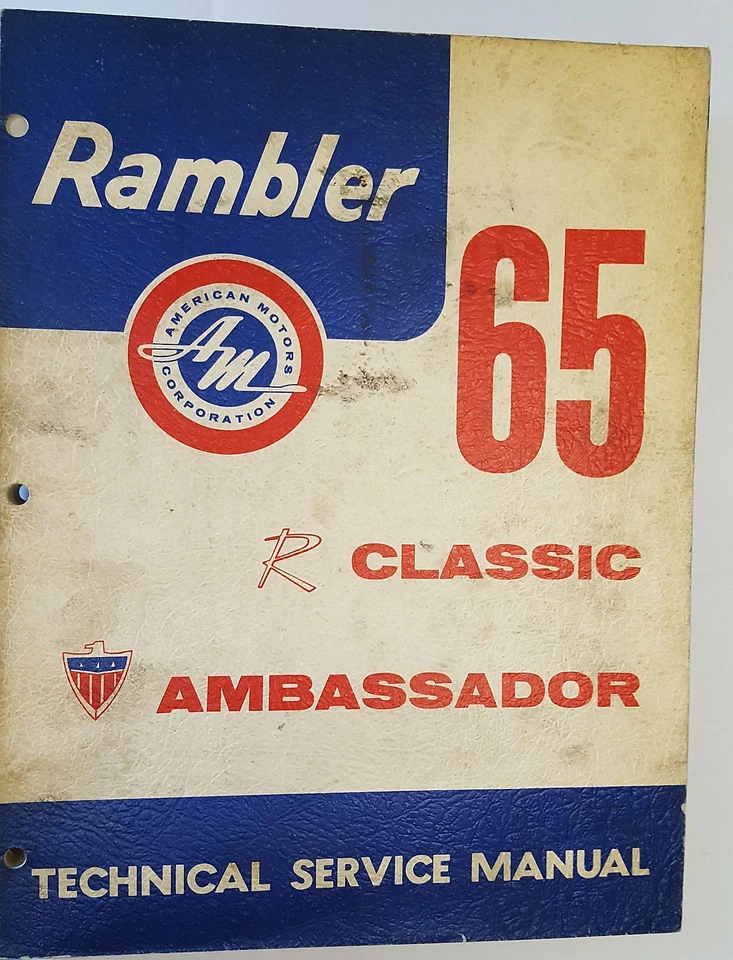 Rambler
65
AMERICAN MOTORS
AM
CORPORATION
R CLASSIC
AMBASSADOR
TECHNICAL SERVICE MANUAL